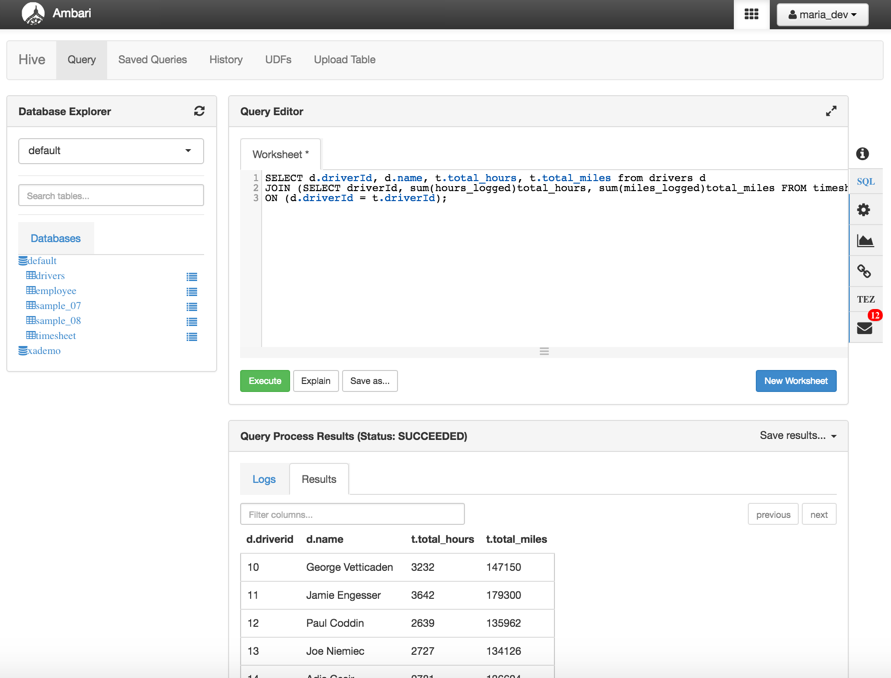 Ambari
maria_dev
Hive Query Saved Queries History UDFs Upload Table
Database Explorer
default
Search tables...
Databases
default
drivers
employee
sample_07
sample_08
timesheet
xademo
Query Editor
Worksheet *
1 SELECT d.driverId, d.name, t.total_hours, t.total_miles from drivers d
2 JOIN (SELECT driverId, sum(hours_logged)total_hours, sum(miles_logged)total_miles FROM timesh
3 ON (d.driverId = t.driverId);
Execute Explain Save as... New Worksheet
SQL
TEZ
12
Query Process Results (Status: SUCCEEDED) Save results...
Logs Results
Filter columns... previous next
d.driverid d.name t.total_hours t.total_miles
10 George Vetticaden 3232 147150
11 Jamie Engesser 3642 179300
12 Paul Coddin 2639 135962
13 Joe Niemiec 2727 134126